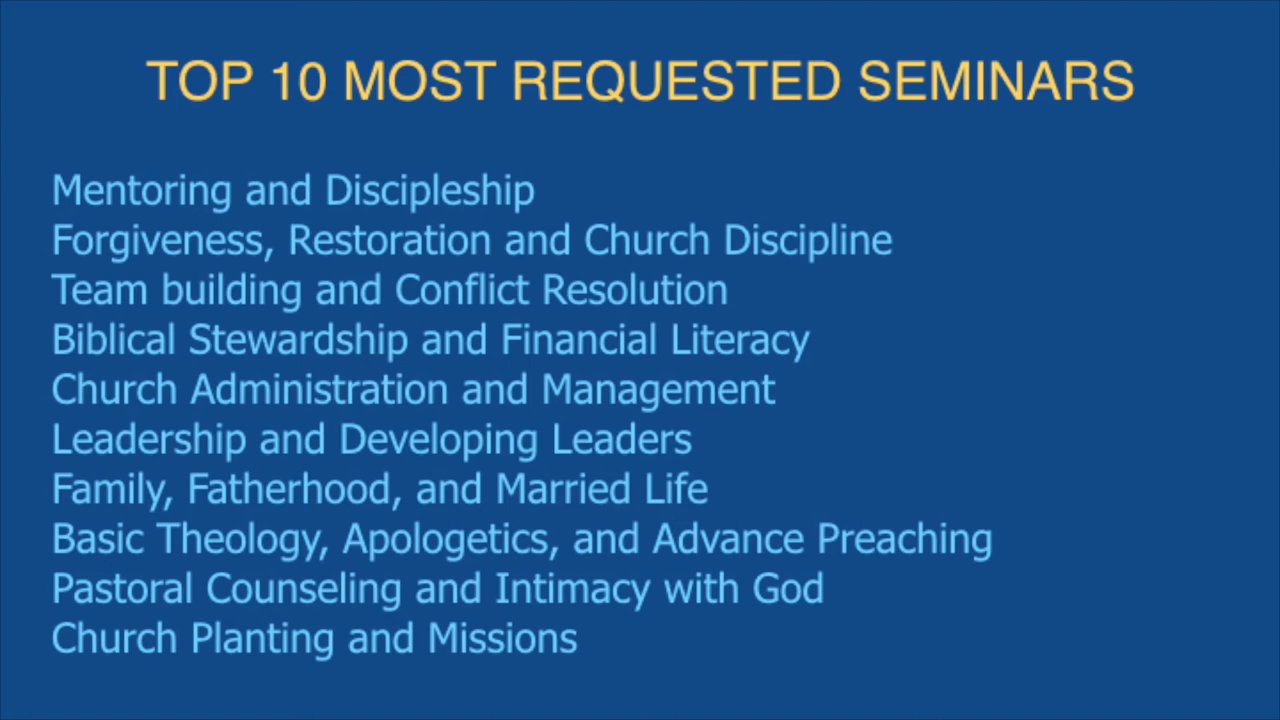 TOP 10 MOST REQUESTED SEMINARS
Mentoring and Discipleship
Forgiveness, Restoration and Church Discipline
Team building and Conflict Resolution
Biblical Stewardship and Financial Literacy
Church Administration and Management
Leadership and Developing Leaders
Family, Fatherhood, and Married Life
Basic Theology, Apologetics, and Advance Preaching
Pastoral Counseling and Intimacy with God
Church Planting and Missions